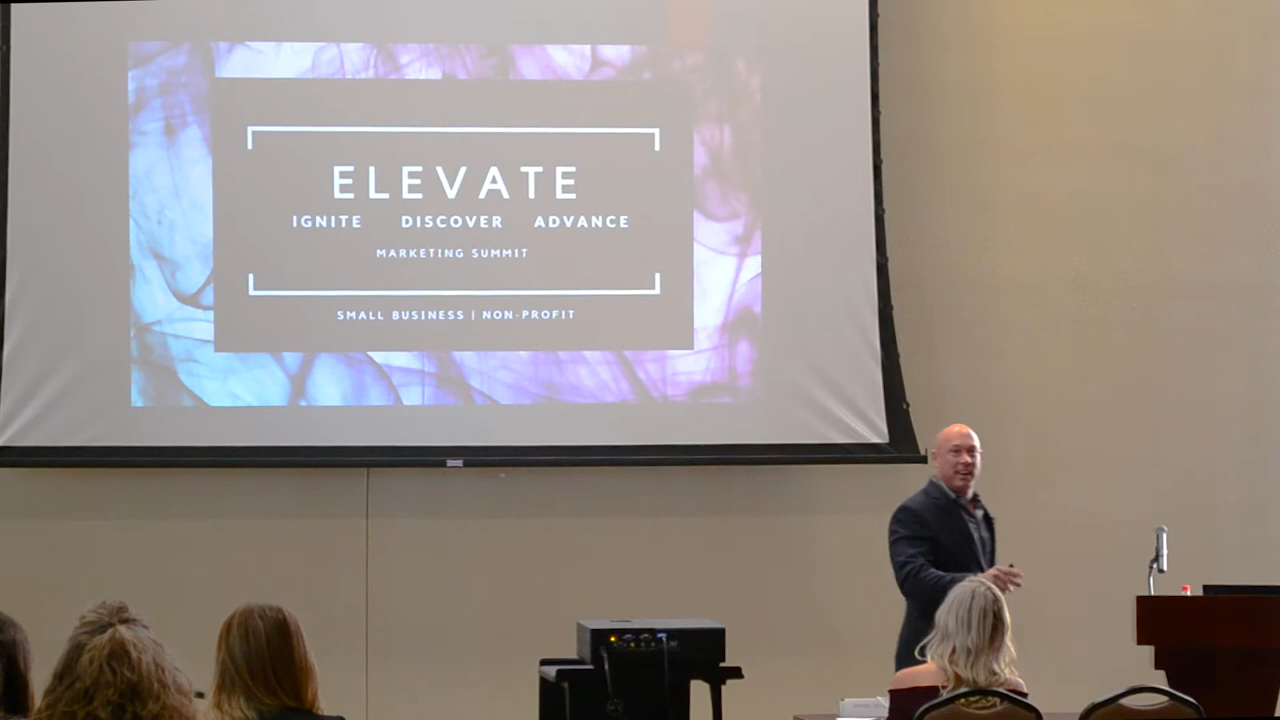 ELEVATE
IGNITE DISCOVER ADVANCE
MARKETING SUMMIT
SMALL BUSINESS | NON-PROFIT